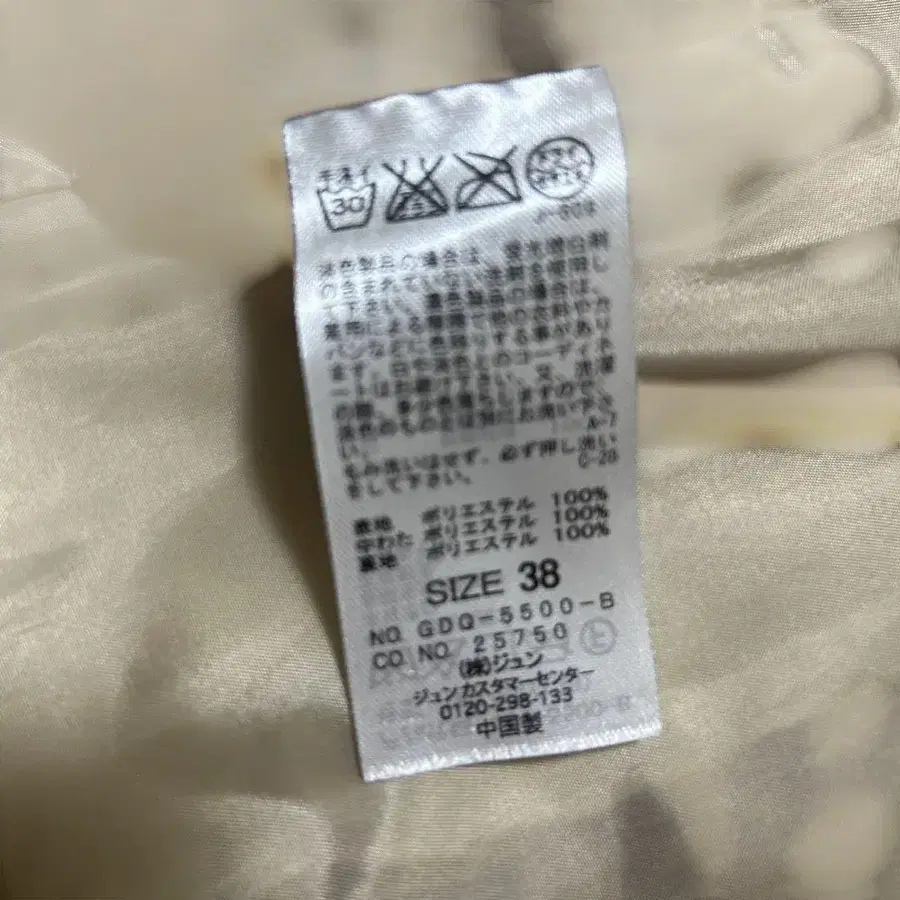 手洗イ
30
ドライ
J-809
淡色製品の場合は、蛍光増白剤
の含まれていない洗剤を使用し
て下さい。濃色製品の場合は、
着用による摩擦で他の衣料やカ
バンなどに色移りする事があり
ます。白や淡色とのコーディネ
ートはお避け下さい。又、洗濯
の際、多少色落ちしますので、
淡色のものとは別にお洗い下さ
い。 A-7
もみ洗いはせず、必ず押し洗い
をして下さい。 C-28
表地 ポリエステル 100%
中わた ポリエステル 100%
裏地 ポリエステル 100%
SIZE 38
NO. GDQ-5500-B
CO. NO. 25750
(株)ジュン
ジュンカスタマーセンター
0120-298-133
中国製